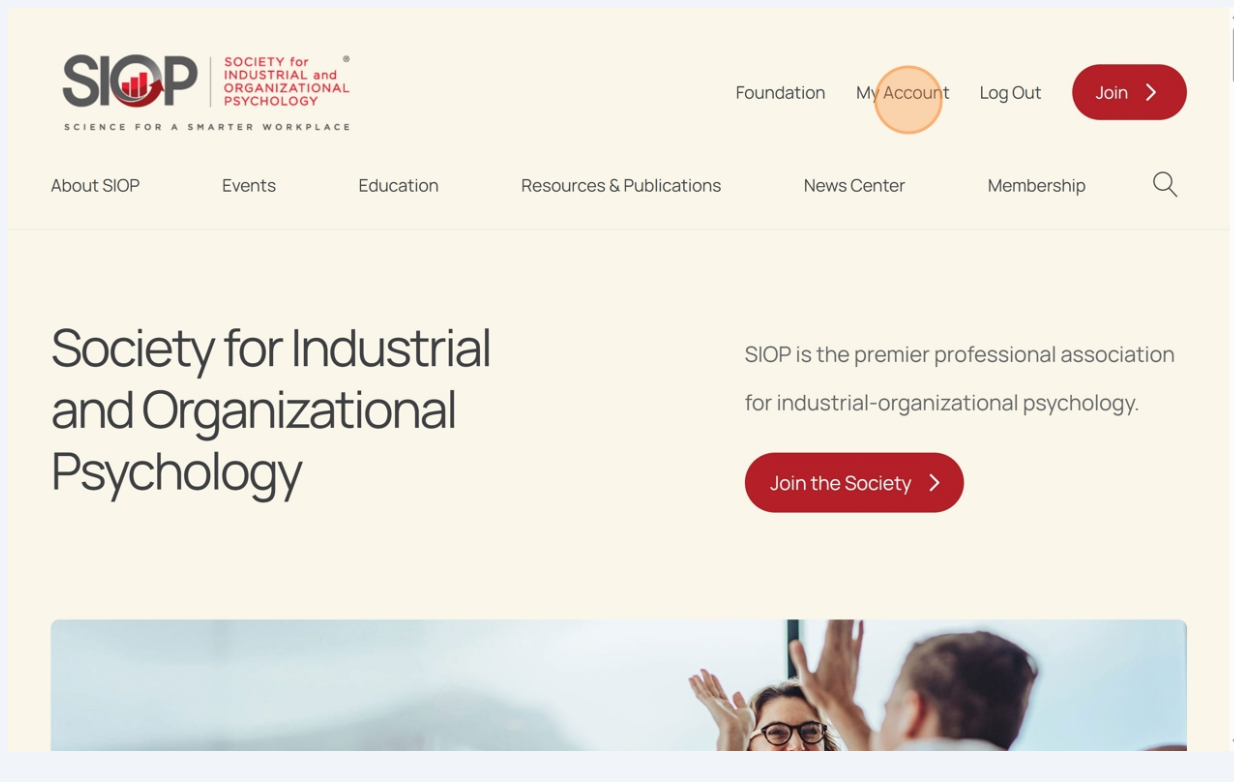 SIOP
SOCIETY for
INDUSTRIAL and
ORGANIZATIONAL
PSYCHOLOGY
®
SCIENCE FOR A SMARTER WORKPLACE
Foundation My Account Log Out Join
About SIOP Events Education Resources & Publications News Center Membership
Society for Industrial
and Organizational
Psychology
SIOP is the premier professional association
for industrial-organizational psychology.
Join the Society